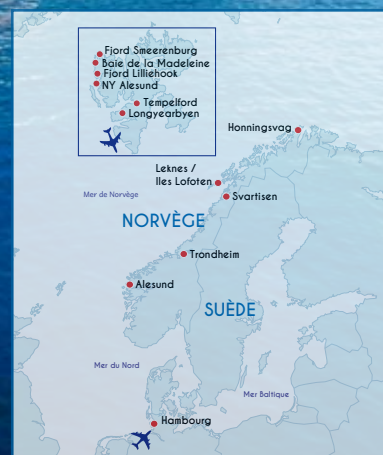 Fjord Smeerenburg
Baie de la Madeleine
Fjord Lilliehook
NY Alesund
Tempelford
Longyearbyen
Honningsvag
Leknes /
Iles Lofoten
Mer de Norvège
Svartisen
NORVÈGE
Trondheim
Alesund
SUÈDE
Mer du Nord
Mer Baltique
Hambourg